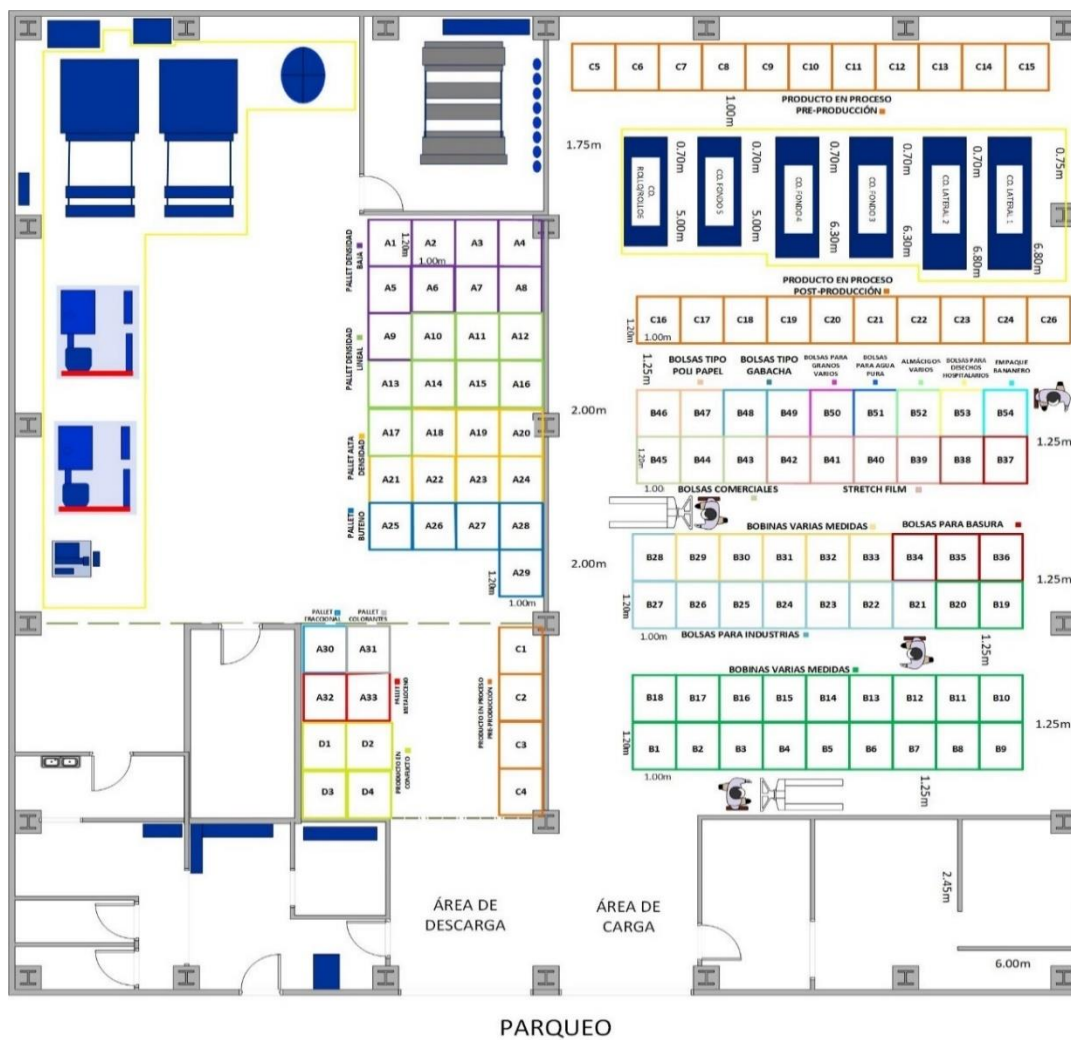 C5 C6 C7 C8 C9 C10 C11 C12 C13 C14 C15
PRODUCTO EN PROCESO
PRE-PRODUCCIÓN
1.00m
1.75m
0.70m 0.70m 0.70m 0.70m 0.75m
CO. ROLLO/ROLLOS
CO. FONDO 5
CO. FONDO 4
CO. FONDO 3
CO. LATERAL 2
CO. LATERAL 1
5.00m 5.00m 6.30m 6.30m 6.80m 6.80m
PRODUCTO EN PROCESO
POST-PRODUCCIÓN
C16 C17 C18 C19 C20 C21 C22 C23 C24 C26
1.20m
1.00m
1.25m
BOLSAS TIPO
POLI PAPEL
BOLSAS TIPO
GABACHA
BOLSAS PARA
GRANOS VARIOS
BOLSAS
PARA AGUA
PURA
ALMÁCIGOS
VARIOS
BOLSAS PARA
DESECHOS
HOSPITALARIOS
EMPAQUE
BANANERO
2.00m
B46 B47 B48 B49 B50 B51 B52 B53 B54
1.25m
B45 B44 B43 B42 B41 B40 B39 B38 B37
1.20m
1.00
BOLSAS COMERCIALES
STRETCH FILM
BOBINAS VARIAS MEDIDAS
BOLSAS PARA BASURA
2.00m
B28 B29 B30 B31 B32 B33 B34 B35 B36
1.25m
B27 B26 B25 B24 B23 B22 B21 B20 B19
1.20m
1.00m
BOLSAS PARA INDUSTRIAS
1.25m
BOBINAS VARIAS MEDIDAS
B18 B17 B16 B15 B14 B13 B12 B11 B10
1.25m
B1 B2 B3 B4 B5 B6 B7 B8 B9
1.20m
1.00m
1.25m
PALLET DENSIDAD
BAJA
A1 A2 A3 A4
1.20m
1.00m
A5 A6 A7 A8
PALLET DENSIDAD
LINEAL
A9 A10 A11 A12
A13 A14 A15 A16
PALLET ALTA
DENSIDAD
A17 A18 A19 A20
A21 A22 A23 A24
PALLET
BUTENO
A25 A26 A27 A28
A29
1.20m
1.00m
PALLET
FRACCIONAL
PALLET
COLORANTES
A30 A31
A32 A33
PALLET
METALOCENO
D1 D2
D3 D4
PRODUCTO EN
CONFLICTO
PRODUCTO EN PROCESO
PRE-PRODUCCIÓN
C1
C2
C3
C4
ÁREA DE
DESCARGA
ÁREA DE
CARGA
2.45m
6.00m
PARQUEO